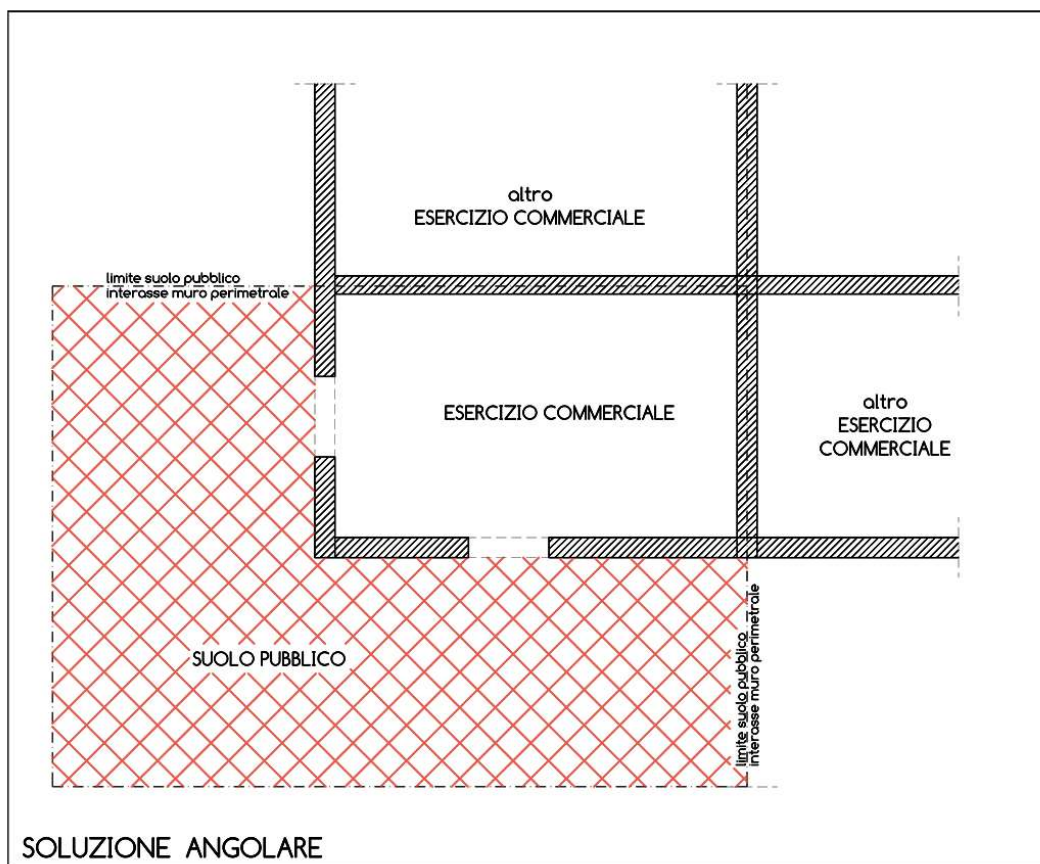 altro
ESERCIZIO COMMERCIALE
limite suolo pubblico
interasse muro perimetrale
ESERCIZIO COMMERCIALE
altro
ESERCIZIO
COMMERCIALE
SUOLO PUBBLICO
limite suolo pubblico
interasse muro perimetrale
SOLUZIONE ANGOLARE